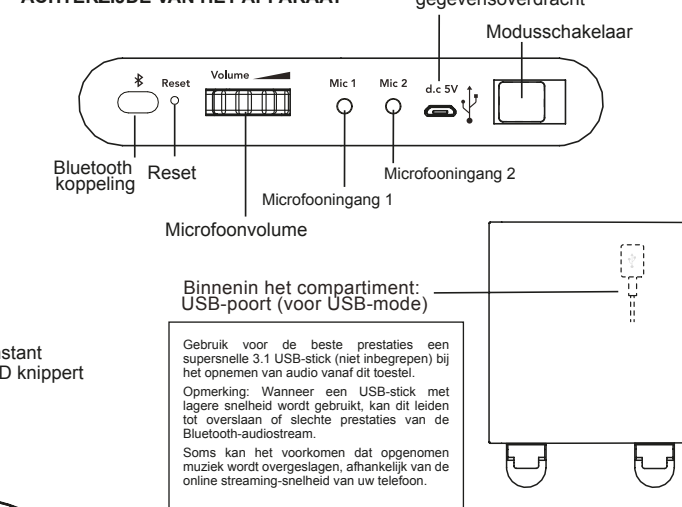 ACHTERZIJDE VAN HET APPARAAT
gegevensoverdracht
Modusschakelaar
Reset
Volume
Mic 1
Mic 2
d.c 5V
Bluetooth
koppeling
Reset
Microfooningang 2
Microfooningang 1
Microfoonvolume
Binnenin het compartiment:
USB-poort (voor USB-mode)
Gebruik voor de beste prestaties een
supersnelle 3.1 USB-stick (niet inbegrepen) bij
het opnemen van audio vanaf dit toestel.
Opmerking: Wanneer een USB-stick met
lagere snelheid wordt gebruikt, kan dit leiden
tot overslaan of slechte prestaties van de
Bluetooth-audiostream.
Soms kan het voorkomen dat opgenomen
muziek wordt overgeslagen, afhankelijk van de
online streaming-snelheid van uw telefoon.
nstant
D knippert